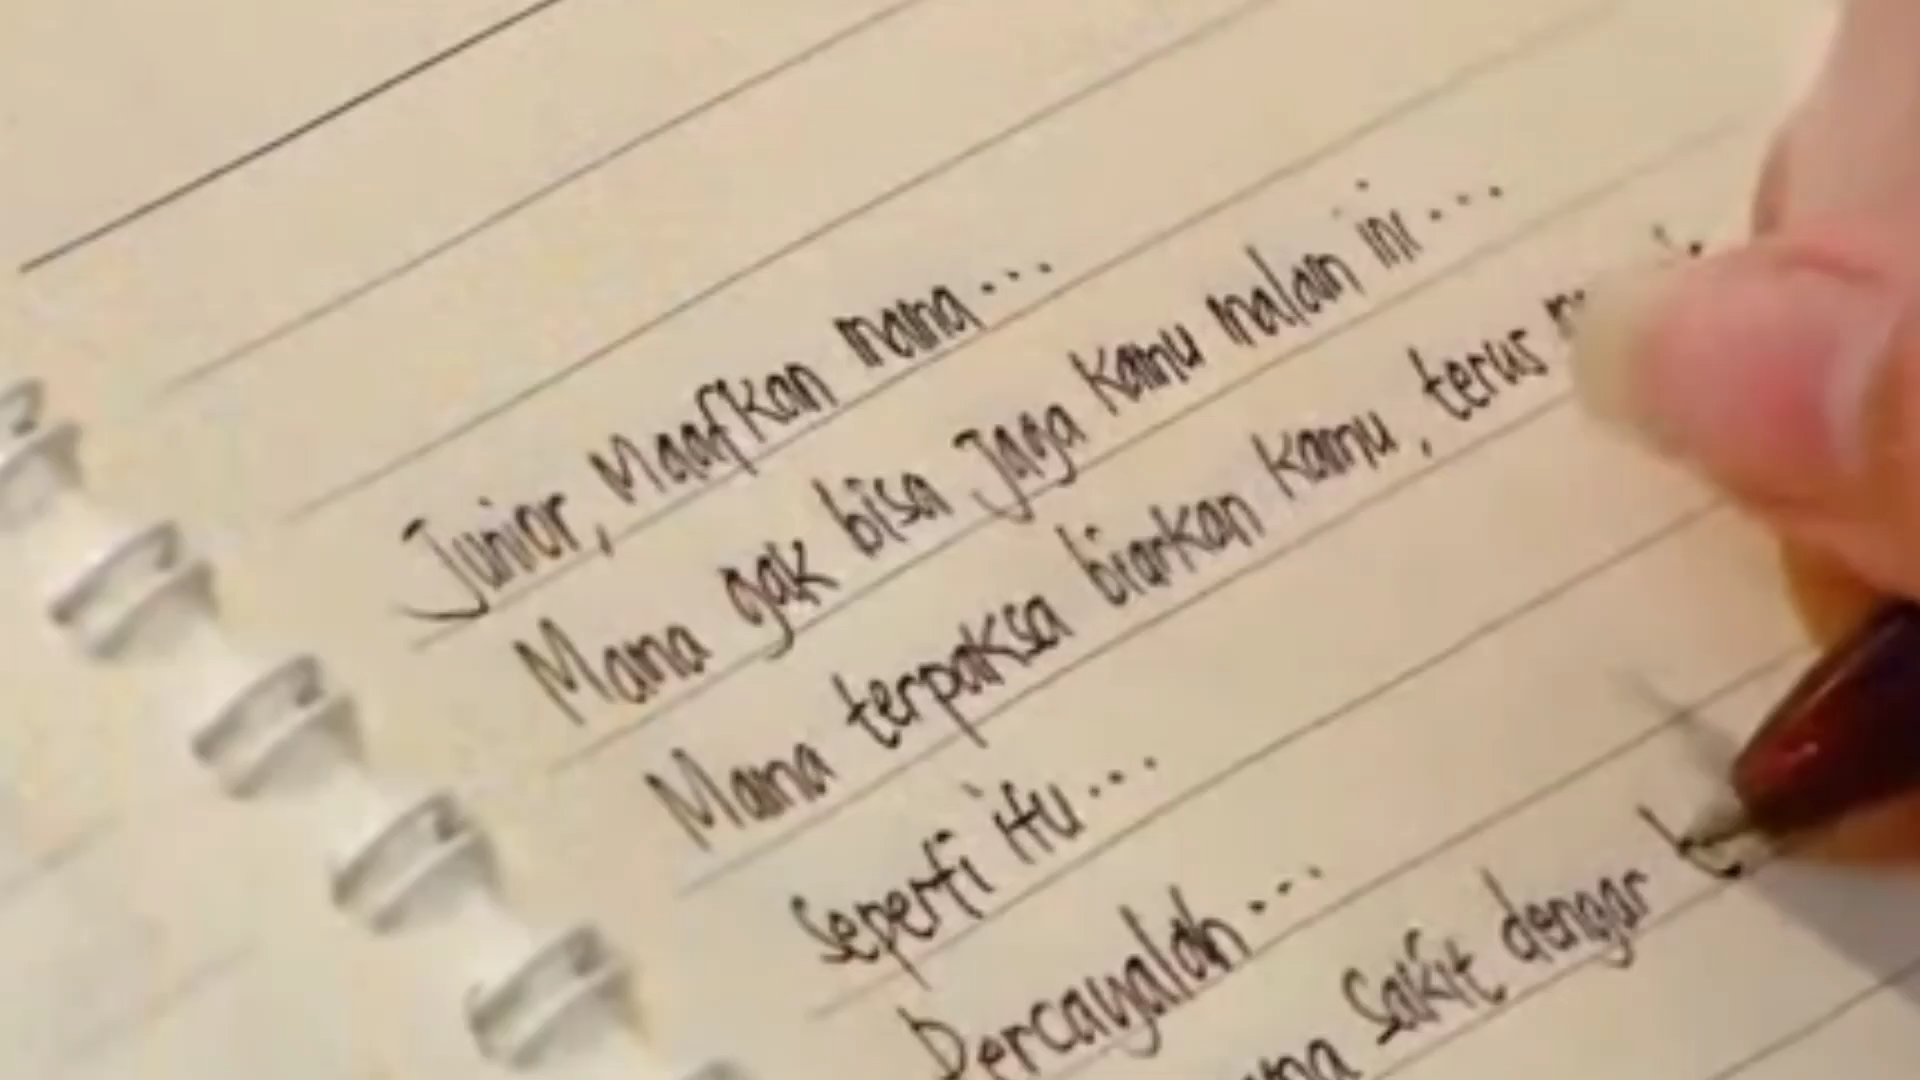 Junior, Maafkan mama...
Mama gak bisa jaga kamu malam ini....
Mama terpaksa biarkan kamu, terus
seperti itu...
Percayalah...
sakit dengar